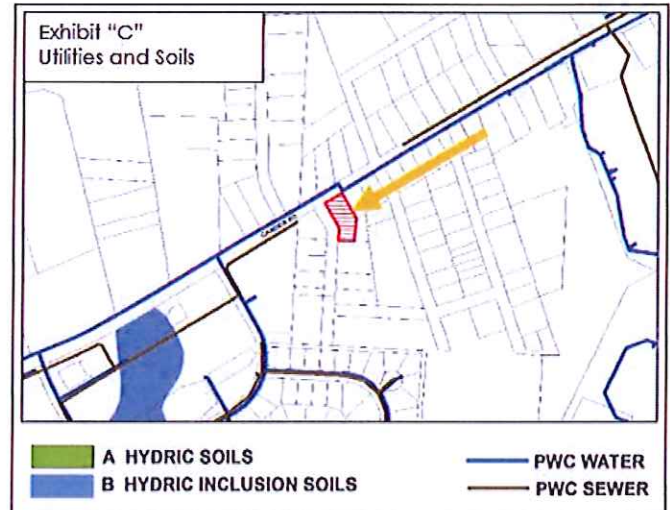 Exhibit “C”
Utilities and Soils
A HYDRIC SOILS
B HYDRIC INCLUSION SOILS
PWC WATER
PWC SEWER